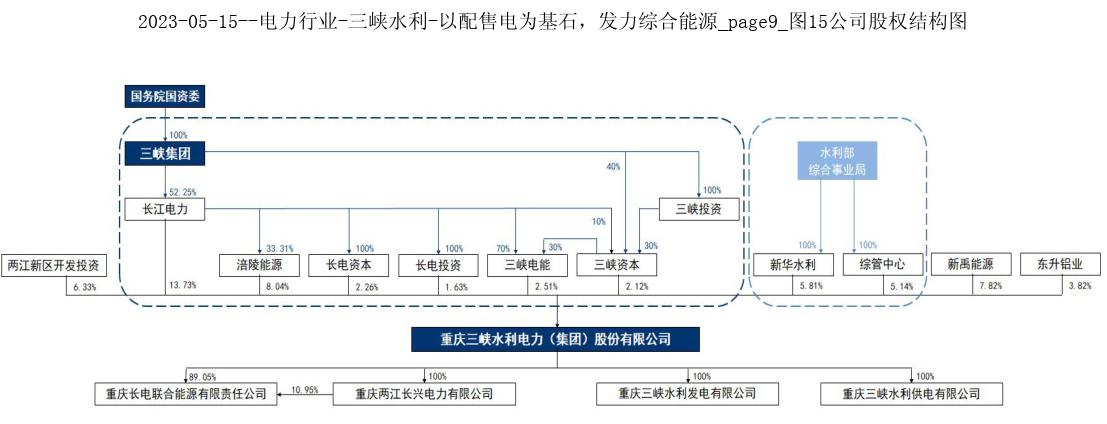 2023-05-15--电力行业-三峡水利-以配售电为基石，发力综合能源_page9_图15公司股权结构图
国务院国资委
100%
三峡集团
水利部
综合事业局
40%
52.25%
100%
长江电力
三峡投资
10%
33.31%
100%
100%
70%
30%
30%
100%
100%
两江新区开发投资
涪陵能源
长电资本
长电投资
三峡电能
三峡资本
新华水利
综管中心
新禹能源
东升铝业
6.33%
13.73%
8.04%
2.26%
1.63%
2.51%
2.12%
5.81%
5.14%
7.82%
3.82%
重庆三峡水利电力（集团）股份有限公司
89.05%
100%
100%
100%
重庆长电联合能源有限责任公司
10.95%
重庆两江长兴电力有限公司
重庆三峡水利发电有限公司
重庆三峡水利供电有限公司